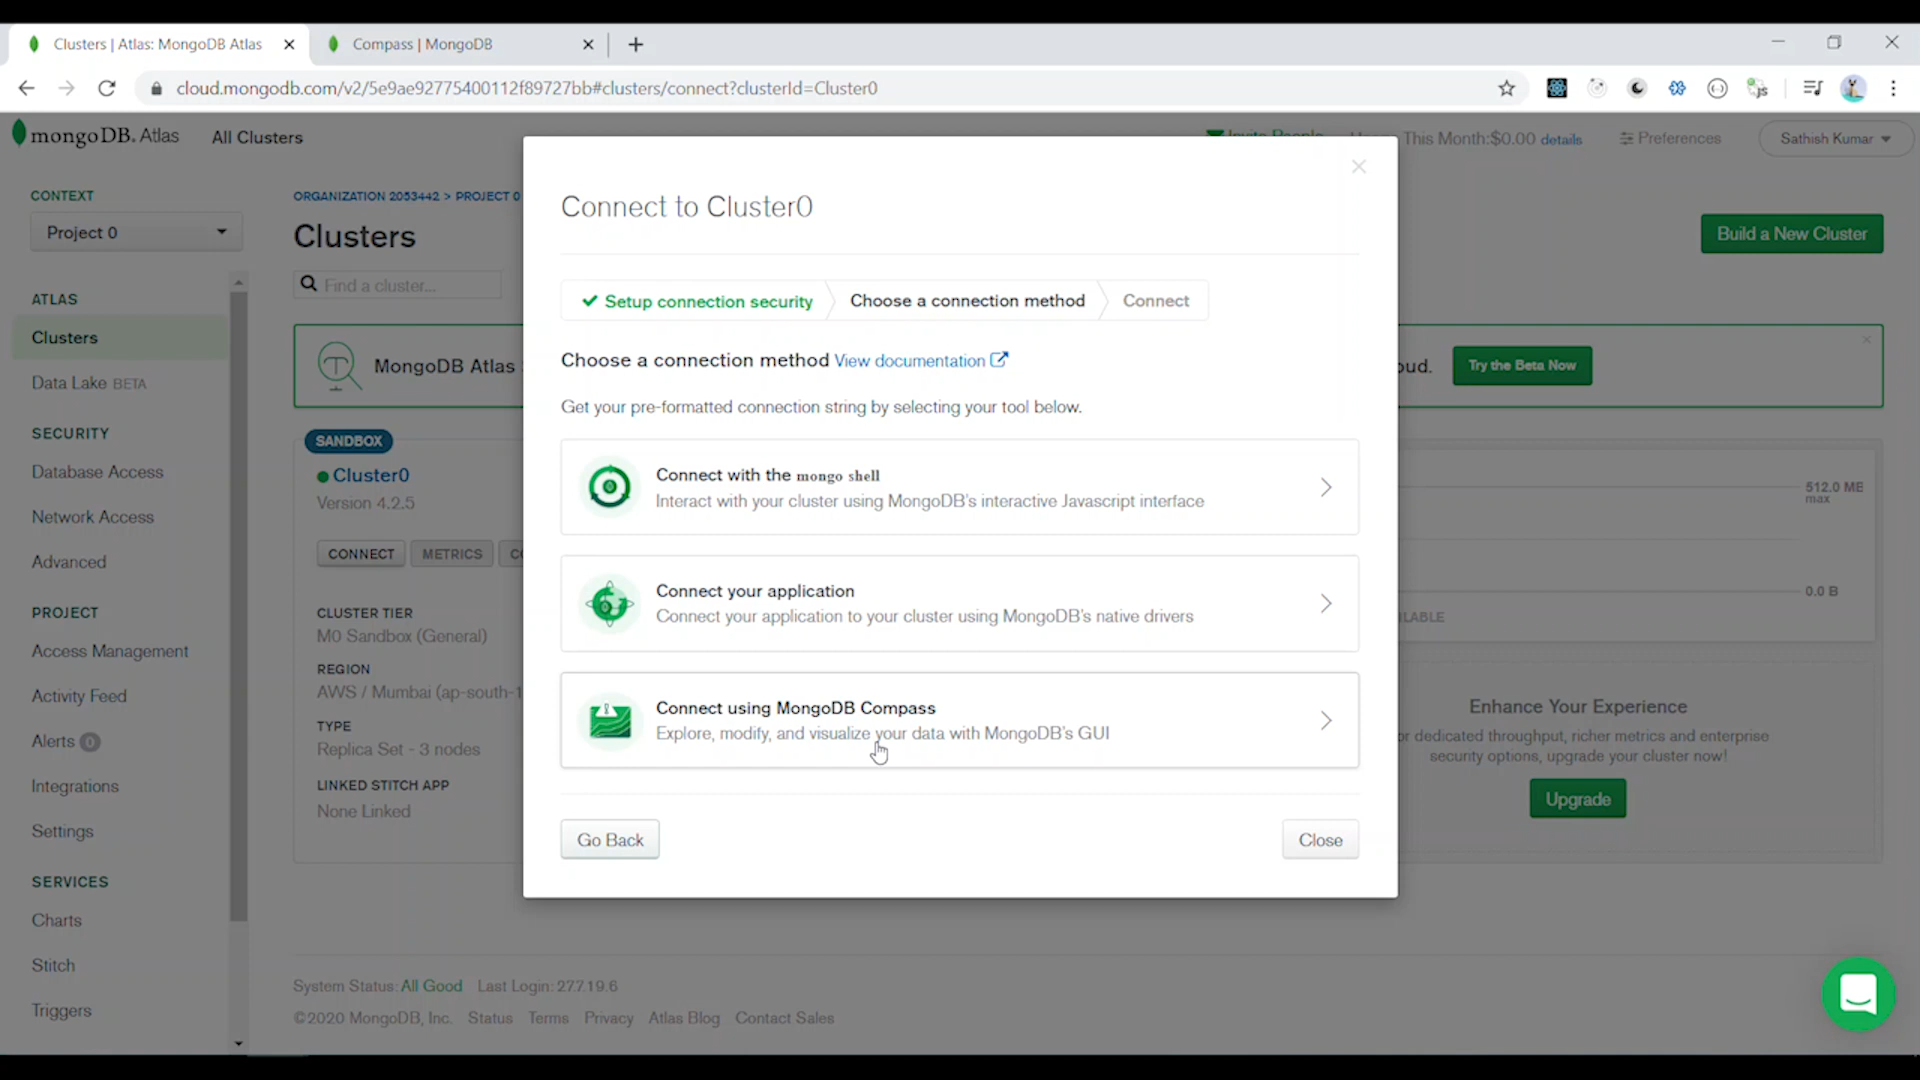 Clusters | Atlas: MongoDB Atlas
Compass | MongoDB
cloud.mongodb.com/v2/5e9ae92775400112f89727bb#clusters/connect?clusterId=Cluster0
mongoDB. Atlas
All Clusters
Invite People
This Month:$0.00 details
Preferences
Sathish Kumar
CONTEXT
Project 0
ATLAS
Clusters
Data Lake BETA
SECURITY
Database Access
Network Access
Advanced
PROJECT
Access Management
Activity Feed
Alerts 0
Integrations
Settings
SERVICES
Charts
Stitch
Triggers
ORGANIZATION 2053442 > PROJECT 0
Clusters
Build a New Cluster
Find a cluster...
MongoDB Atlas
oud.
Try the Beta Now
SANDBOX
Cluster0
Version 4.2.5
CONNECT
METRICS
CO
CLUSTER TIER
M0 Sandbox (General)
REGION
AWS / Mumbai (ap-south-1
TYPE
Replica Set - 3 nodes
LINKED STITCH APP
None Linked
512.0 MB
max
0.0 B
ILABLE
Enhance Your Experience
or dedicated throughput, richer metrics and enterprise
security options, upgrade your cluster now!
Upgrade
Connect to Cluster0
Setup connection security
Choose a connection method
Connect
Choose a connection method View documentation
Get your pre-formatted connection string by selecting your tool below.
Connect with the mongo shell
Interact with your cluster using MongoDB's interactive Javascript interface
Connect your application
Connect your application to your cluster using MongoDB's native drivers
Connect using MongoDB Compass
Explore, modify, and visualize your data with MongoDB's GUI
Go Back
Close
System Status: All Good Last Login: 27.7.19.6
©2020 MongoDB, Inc. Status Terms Privacy Atlas Blog Contact Sales